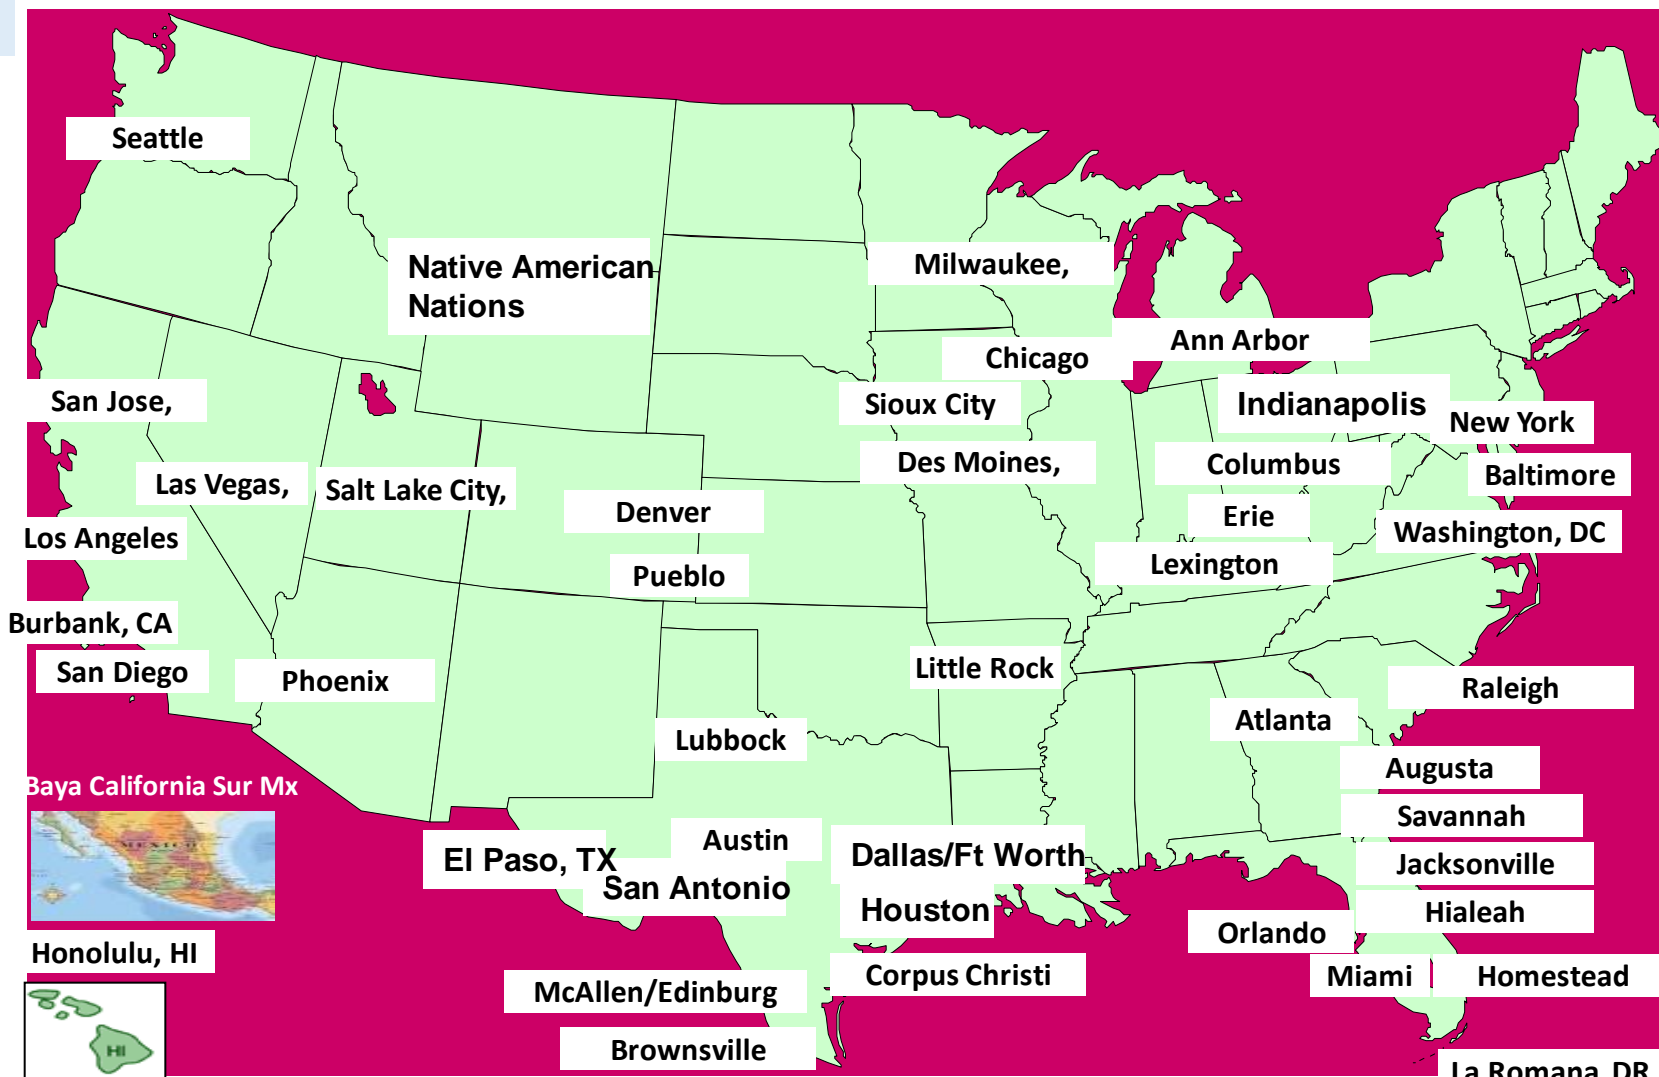 Seattle
Native American
Nations
Milwaukee,
Ann Arbor
Chicago
San Jose,
Sioux City
Indianapolis
New York
Las Vegas,
Salt Lake City,
Des Moines,
Columbus
Baltimore
Denver
Erie
Los Angeles
Washington, DC
Pueblo
Lexington
Burbank, CA
San Diego
Phoenix
Little Rock
Raleigh
Lubbock
Atlanta
Augusta
Baya California Sur Mx
MEXICO
Savannah
Austin
El Paso, TX
Dallas/Ft Worth
Jacksonville
San Antonio
Houston
Hialeah
Orlando
Honolulu, HI
Corpus Christi
Miami
Homestead
McAllen/Edinburg
Brownsville
HI
La Romana, DR